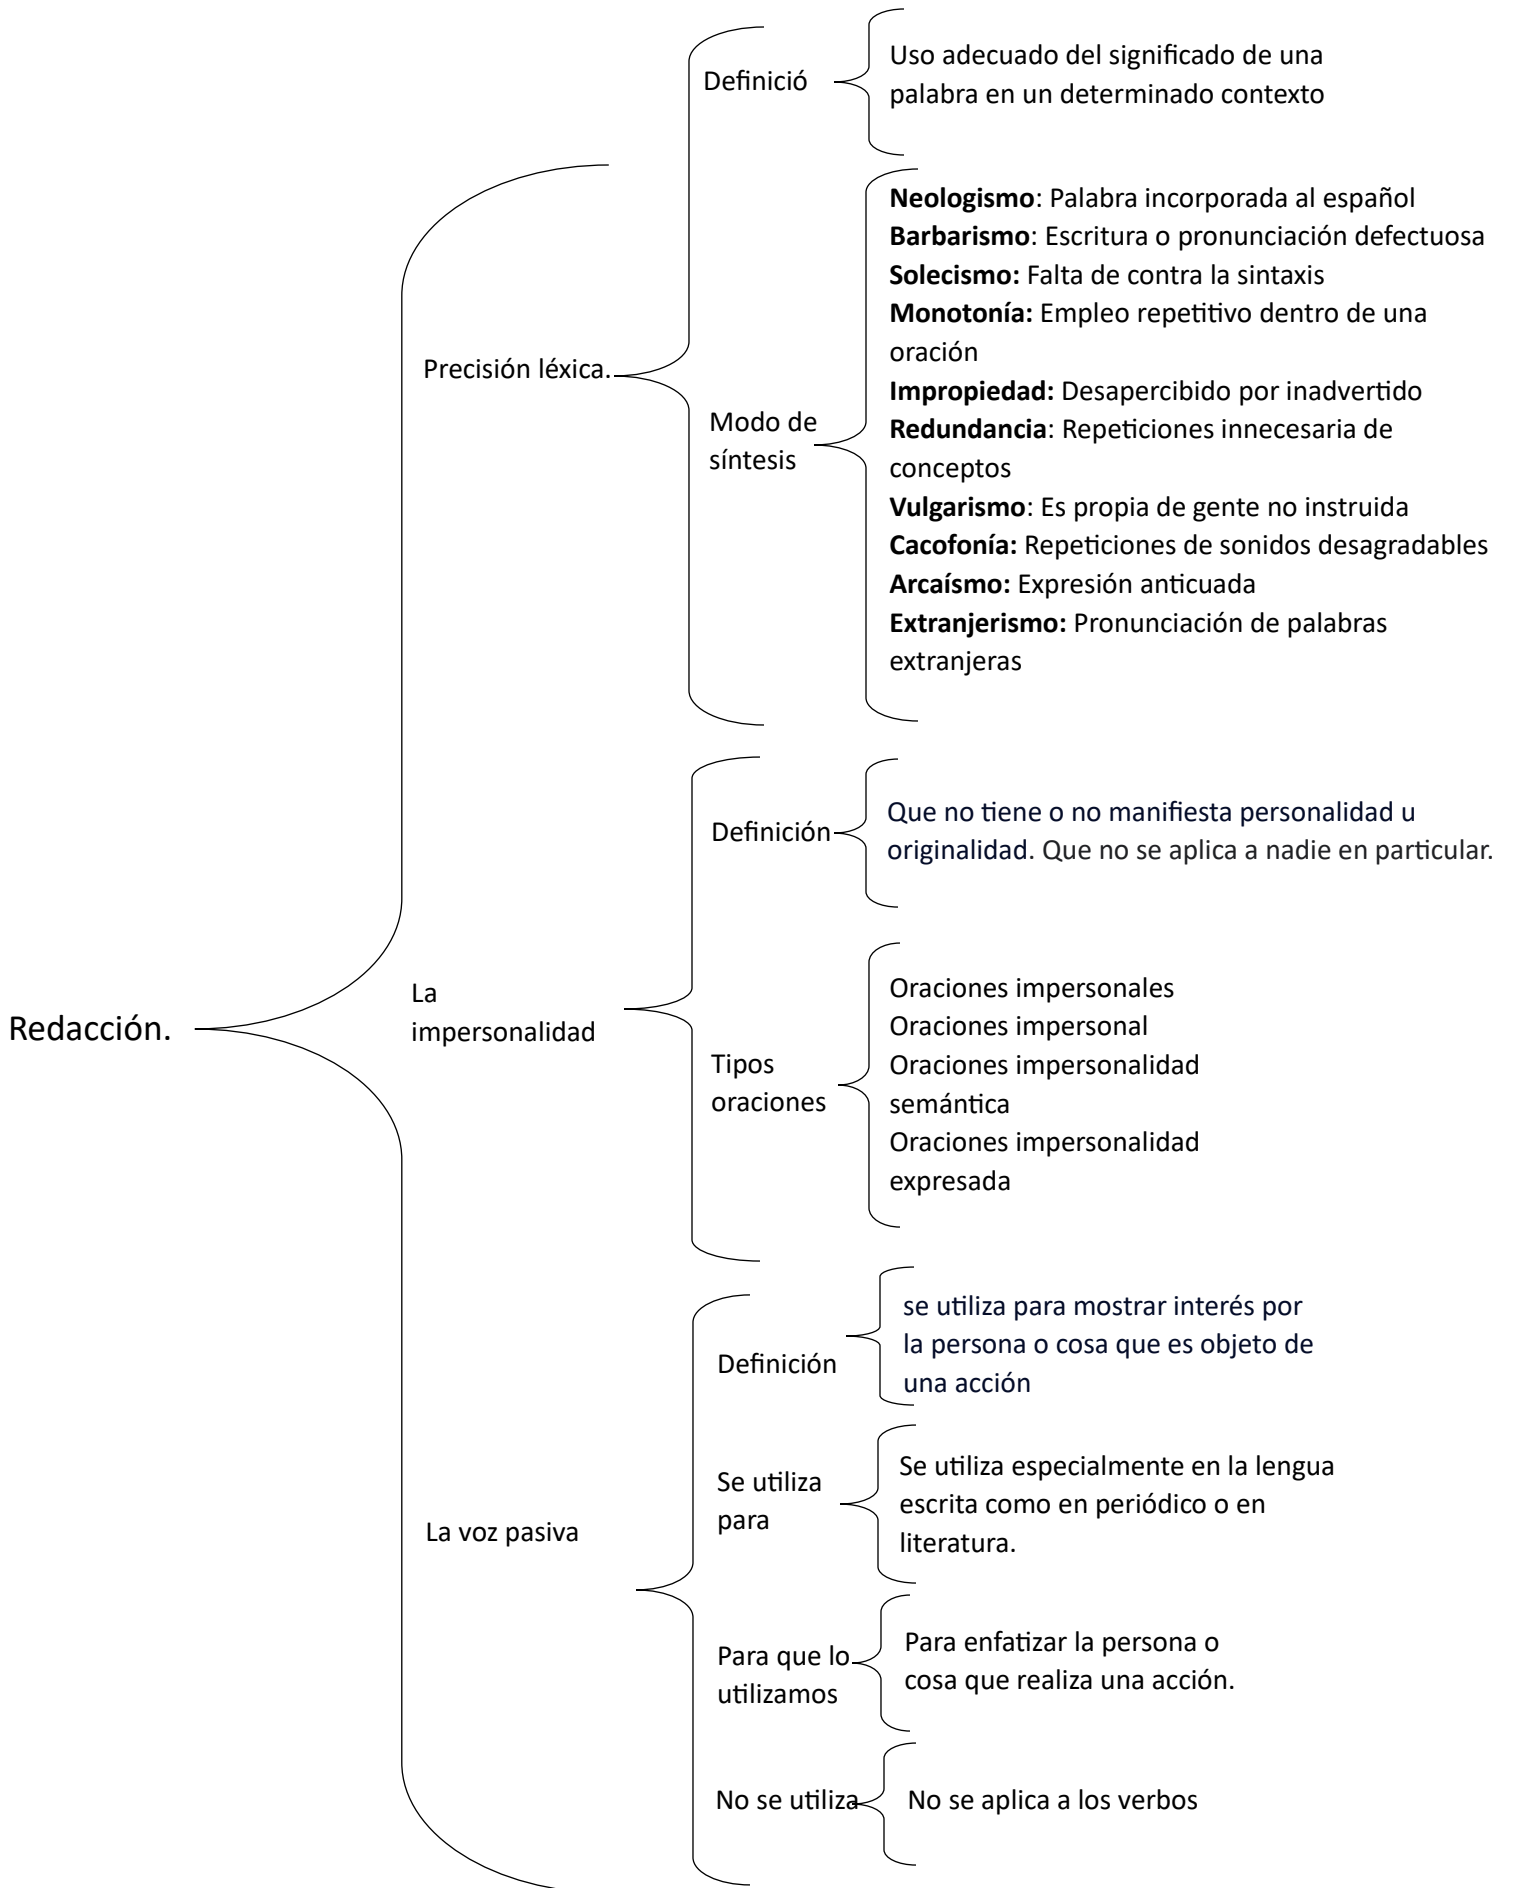 Redacción.
Precisión léxica.
Definició
Uso adecuado del significado de una
palabra en un determinado contexto
Modo de
síntesis
Neologismo: Palabra incorporada al español
Barbarismo: Escritura o pronunciación defectuosa
Solecismo: Falta de contra la sintaxis
Monotonía: Empleo repetitivo dentro de una
oración
Impropiedad: Desapercibido por inadvertido
Redundancia: Repeticiones innecesaria de
conceptos
Vulgarismo: Es propia de gente no instruida
Cacofonía: Repeticiones de sonidos desagradables
Arcaísmo: Expresión anticuada
Extranjerismo: Pronunciación de palabras
extranjeras
La
impersonalidad
Definición
Que no tiene o no manifiesta personalidad u
originalidad. Que no se aplica a nadie en particular.
Tipos
oraciones
Oraciones impersonales
Oraciones impersonal
Oraciones impersonalidad
semántica
Oraciones impersonalidad
expresada
La voz pasiva
Definición
se utiliza para mostrar interés por
la persona o cosa que es objeto de
una acción
Se utiliza
para
Se utiliza especialmente en la lengua
escrita como en periódico o en
literatura.
Para que lo
utilizamos
Para enfatizar la persona o
cosa que realiza una acción.
No se utiliza
No se aplica a los verbos